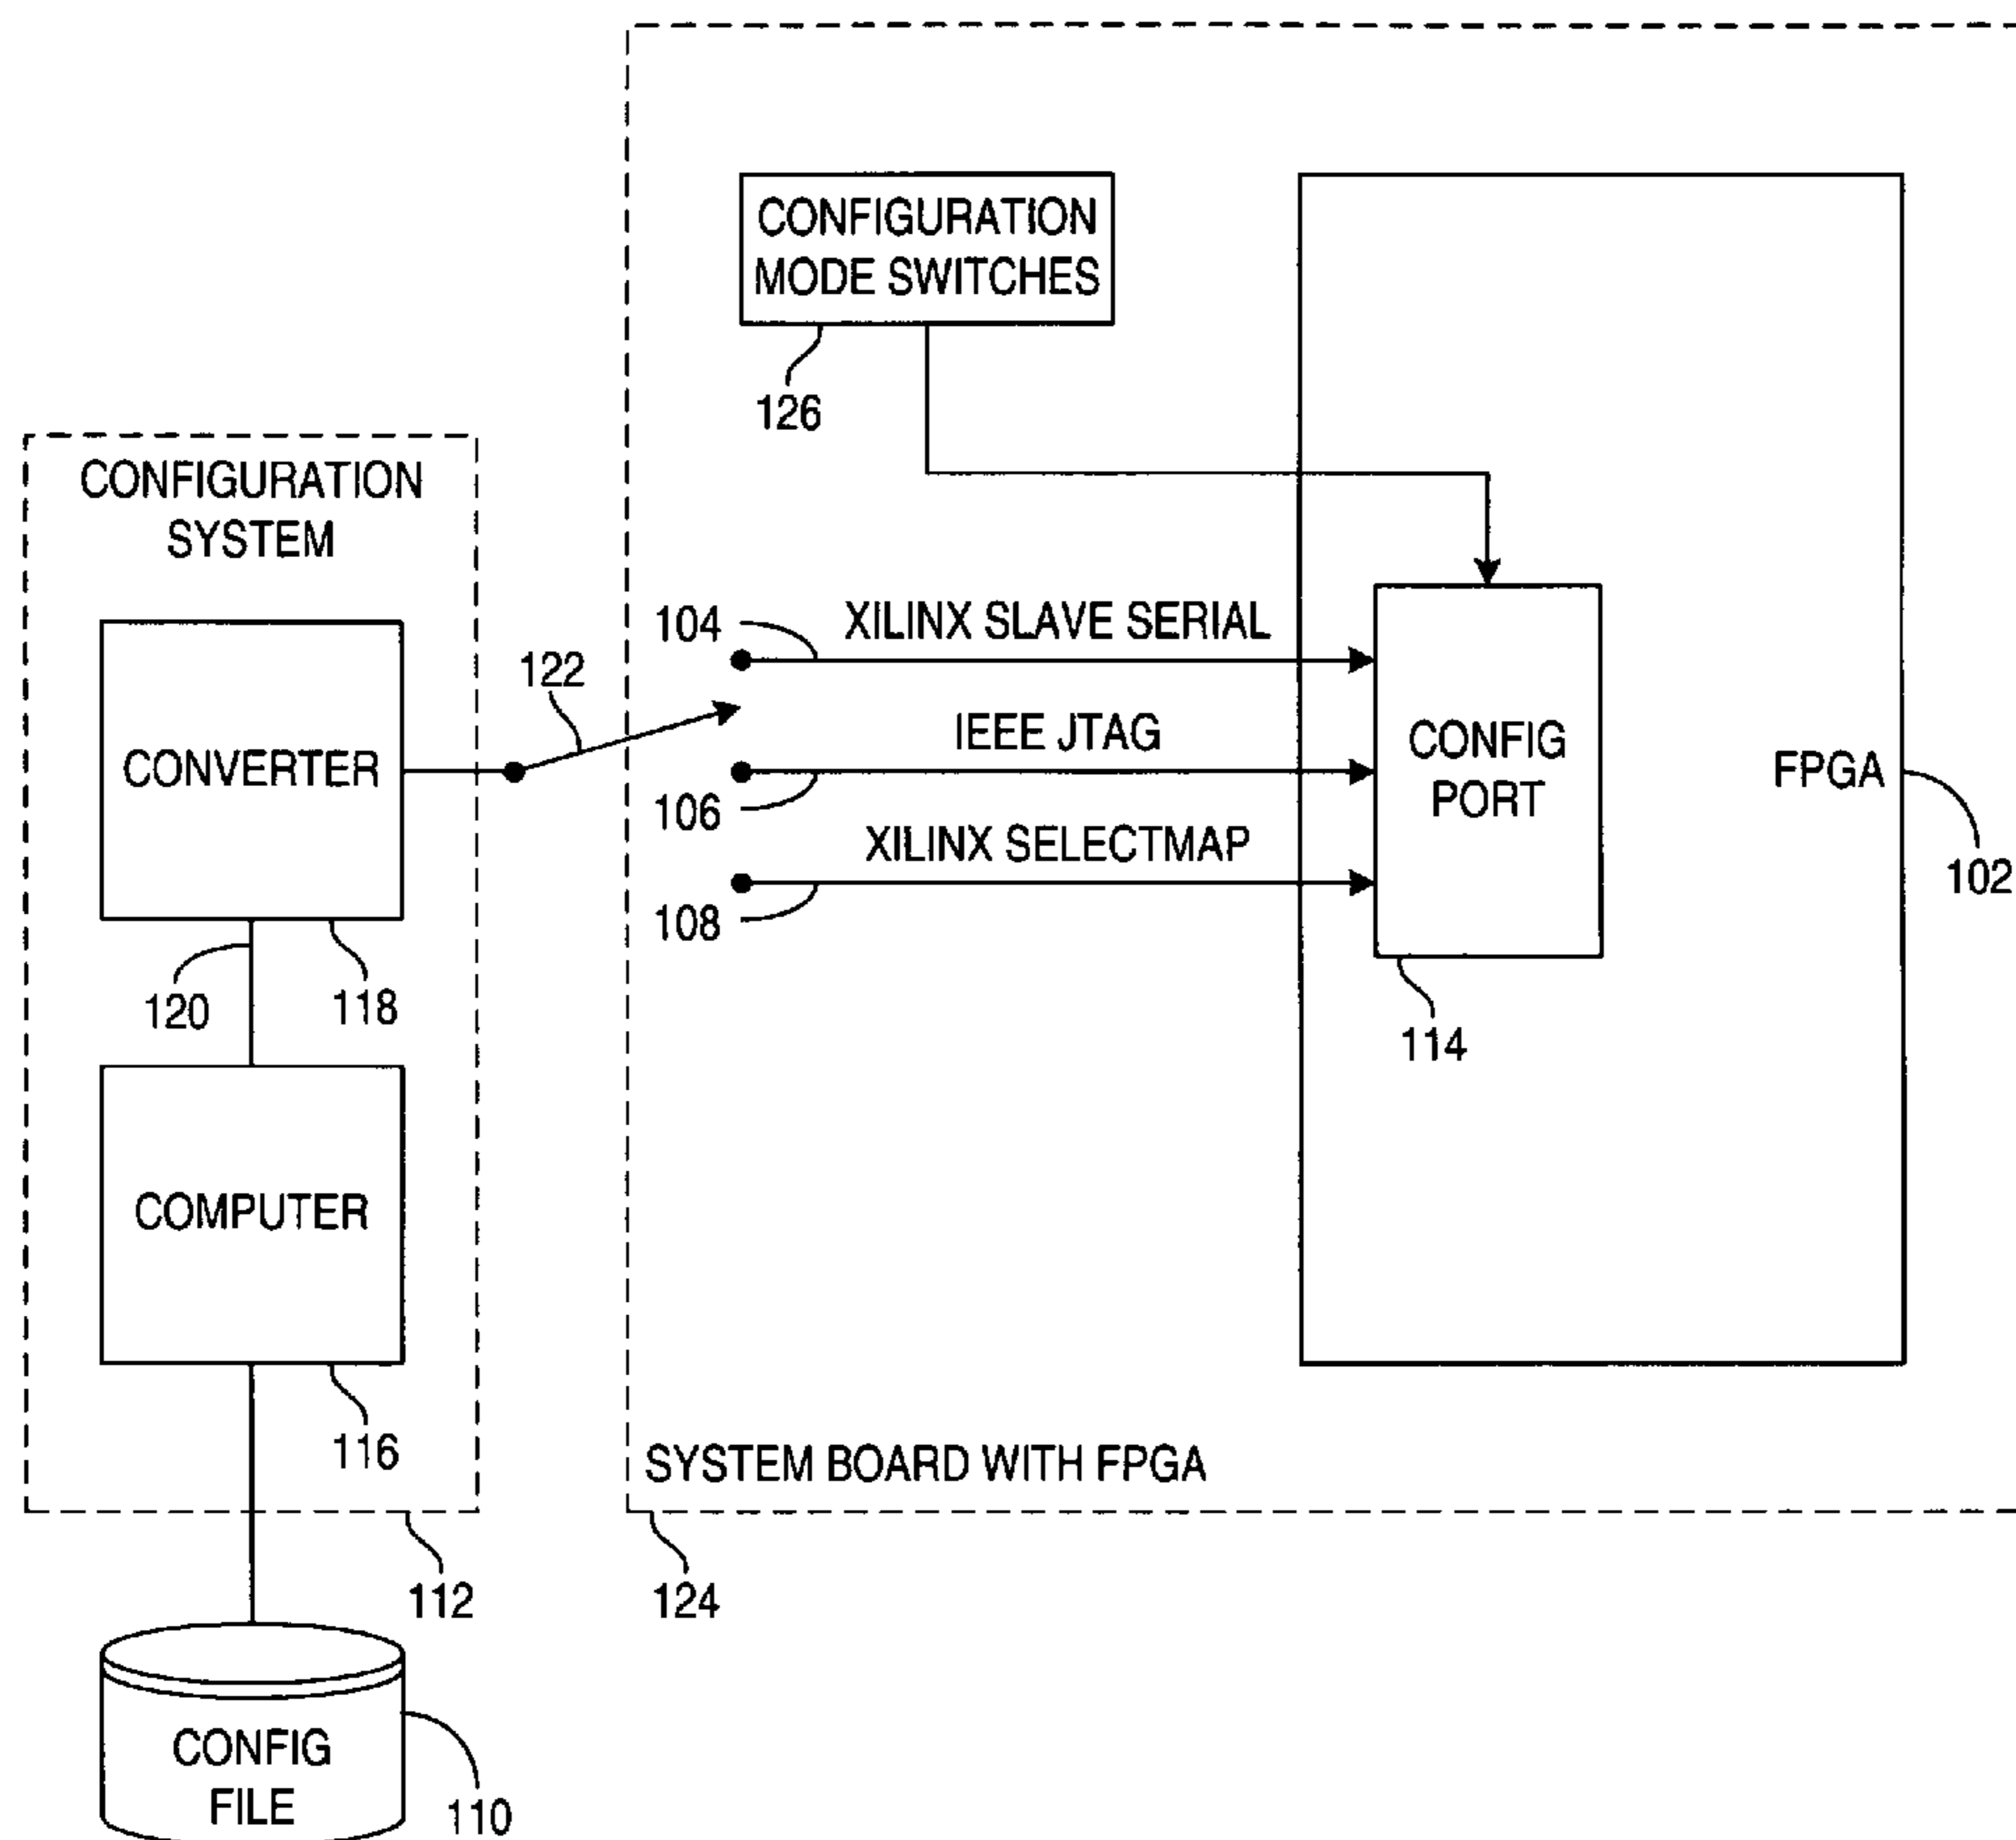 CONFIGURATION
MODE SWITCHES
126
CONFIGURATION
SYSTEM
104
XILINX SLAVE SERIAL
122
IEEE JTAG
CONVERTER
CONFIG
PORT
FPGA
106
XILINX SELECTMAP
102
108
120
118
114
COMPUTER
116
SYSTEM BOARD WITH FPGA
112
124
CONFIG
FILE
110